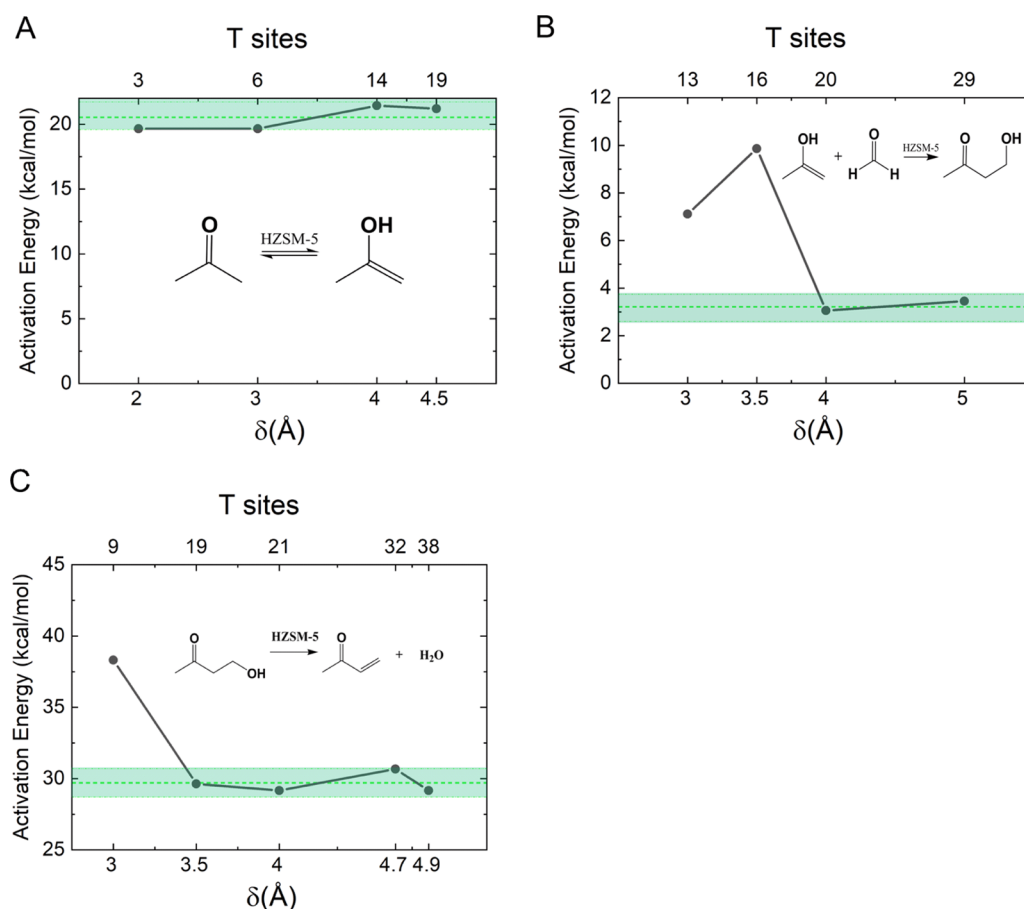 A
T sites
3 6 14 19
Activation Energy (kcal/mol)
20
15
10
5
0
O
HZSM-5
OH
2 3 4 4.5
δ(Å)
B
T sites
13 16 20 29
Activation Energy (kcal/mol)
12
10
8
6
4
2
0
OH
+
O
H H
HZSM-5
O
OH
3 3.5 4 5
δ(Å)
C
T sites
9 19 21 32 38
Activation Energy (kcal/mol)
45
40
35
30
25
O
OH
HZSM-5
O
+
H₂O
3 3.5 4 4.7 4.9
δ(Å)